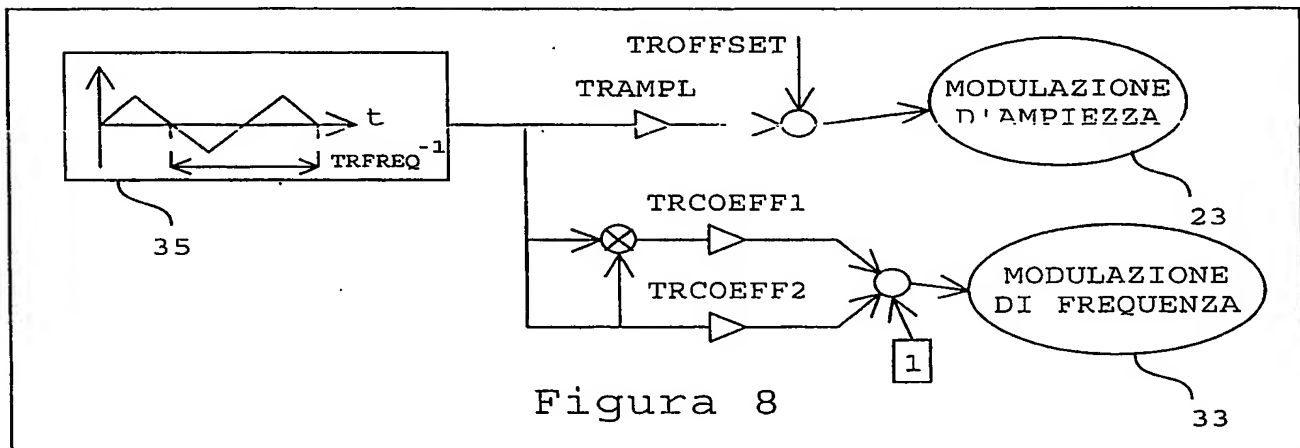 TROFFSET
TRAMPL
MODULAZIONE
D'AMPIEZZA
t
TRFREQ⁻¹
35
23
TRCOEFF1
TRCOEFF2
MODULAZIONE
DI FREQUENZA
1
33
Figura 8